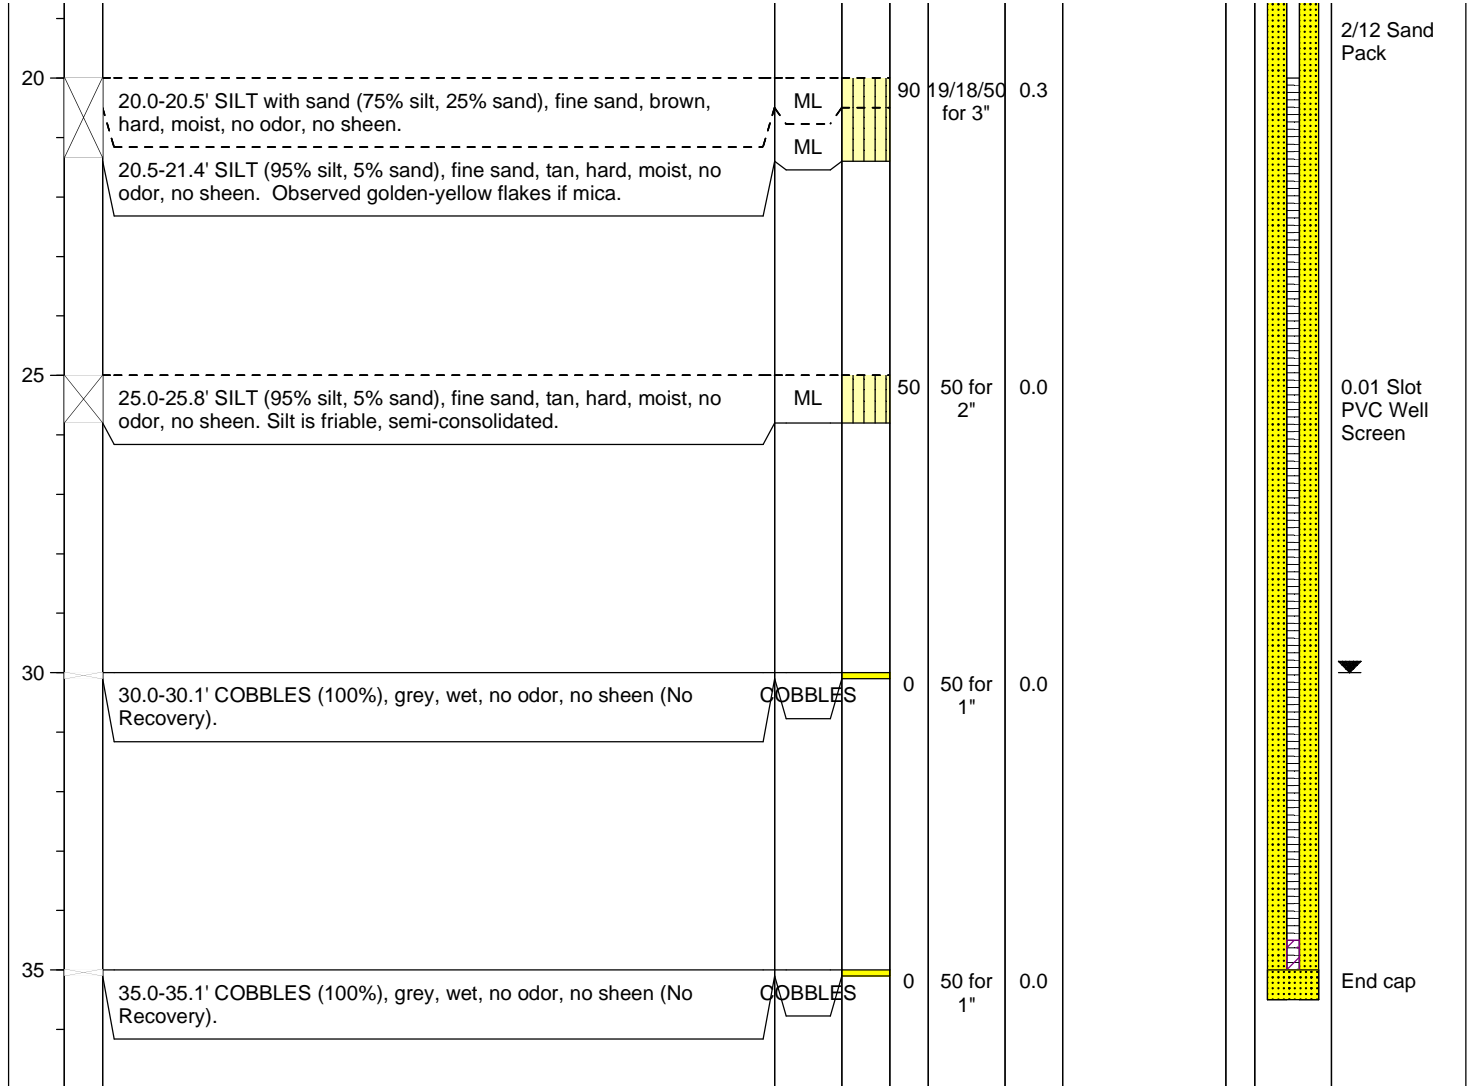 2/12 Sand
Pack
20
20.0-20.5' SILT with sand (75% silt, 25% sand), fine sand, brown,
hard, moist, no odor, no sheen.
ML
90
19/18/50
for 3"
0.3
20.5-21.4' SILT (95% silt, 5% sand), fine sand, tan, hard, moist, no
odor, no sheen.  Observed golden-yellow flakes if mica.
ML
25
25.0-25.8' SILT (95% silt, 5% sand), fine sand, tan, hard, moist, no
odor, no sheen. Silt is friable, semi-consolidated.
ML
50
50 for
2"
0.0
0.01 Slot
PVC Well
Screen
30
30.0-30.1' COBBLES (100%), grey, wet, no odor, no sheen (No
Recovery).
COBBLES
0
50 for
1"
0.0
35
35.0-35.1' COBBLES (100%), grey, wet, no odor, no sheen (No
Recovery).
COBBLES
0
50 for
1"
0.0
End cap